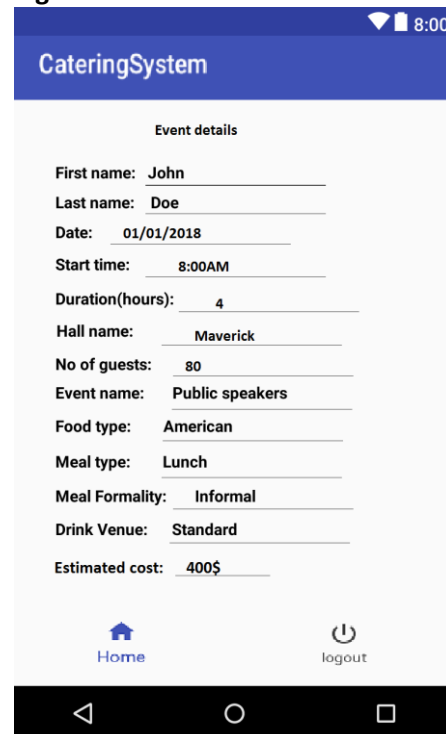 8:00
CateringSystem
Event details
First name: John
Last name: Doe
Date: 01/01/2018
Start time: 8:00AM
Duration(hours): 4
Hall name: Maverick
No of guests: 80
Event name: Public speakers
Food type: American
Meal type: Lunch
Meal Formality: Informal
Drink Venue: Standard
Estimated cost: 400$
Home logout